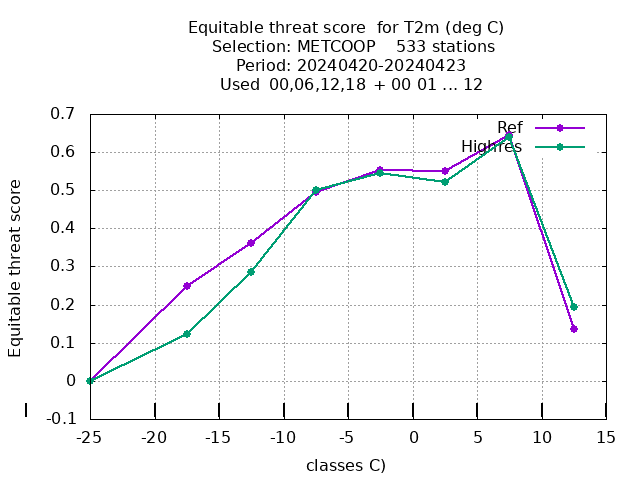 Equitable threat score for T2m (deg C)
Selection: METCOOP 533 stations
Period: 20240420-20240423
Used 00,06,12,18 + 00 01 ... 12
0.7
0.6
0.5
0.4
0.3
0.2
0.1
0
-0.1
Equitable threat score
Ref
Highres
-25 -20 -15 -10 -5 0 5 10 15
classes C)